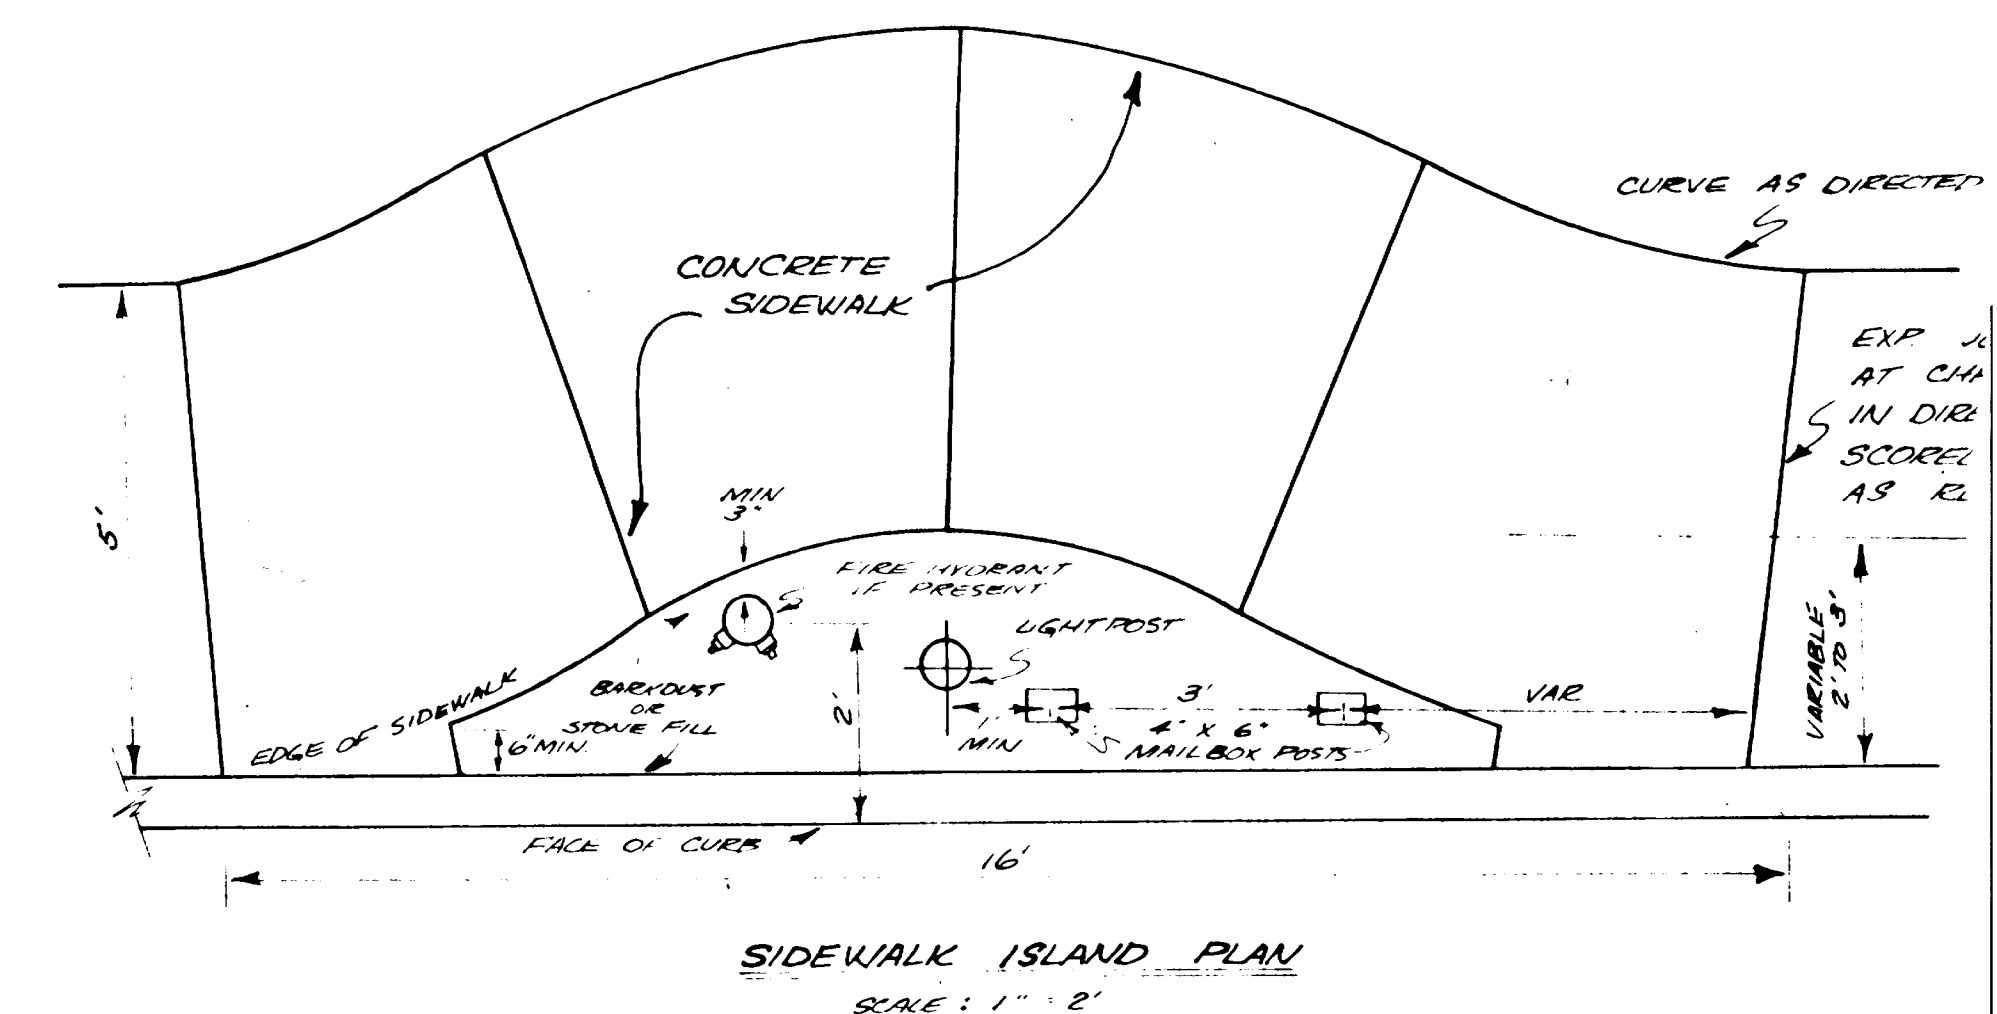 CURVE AS DIRECTED
CONCRETE
SIDEWALK
EXP.
AT
IN
AS
MIN
3"
5'
FIRE HYDRANT
IF PRESENT
LIGHTPOST
VARIABLE
2' TO 3'
EDGE OF SIDEWALK
BARKDUST
OR
STONE FILL
6" MIN.
2'
1'
MIN
3'
4" X 6"
MAILBOX POSTS
VAR
FACE OF CURB
16'
SIDEWALK ISLAND PLAN
SCALE : 1" = 2'